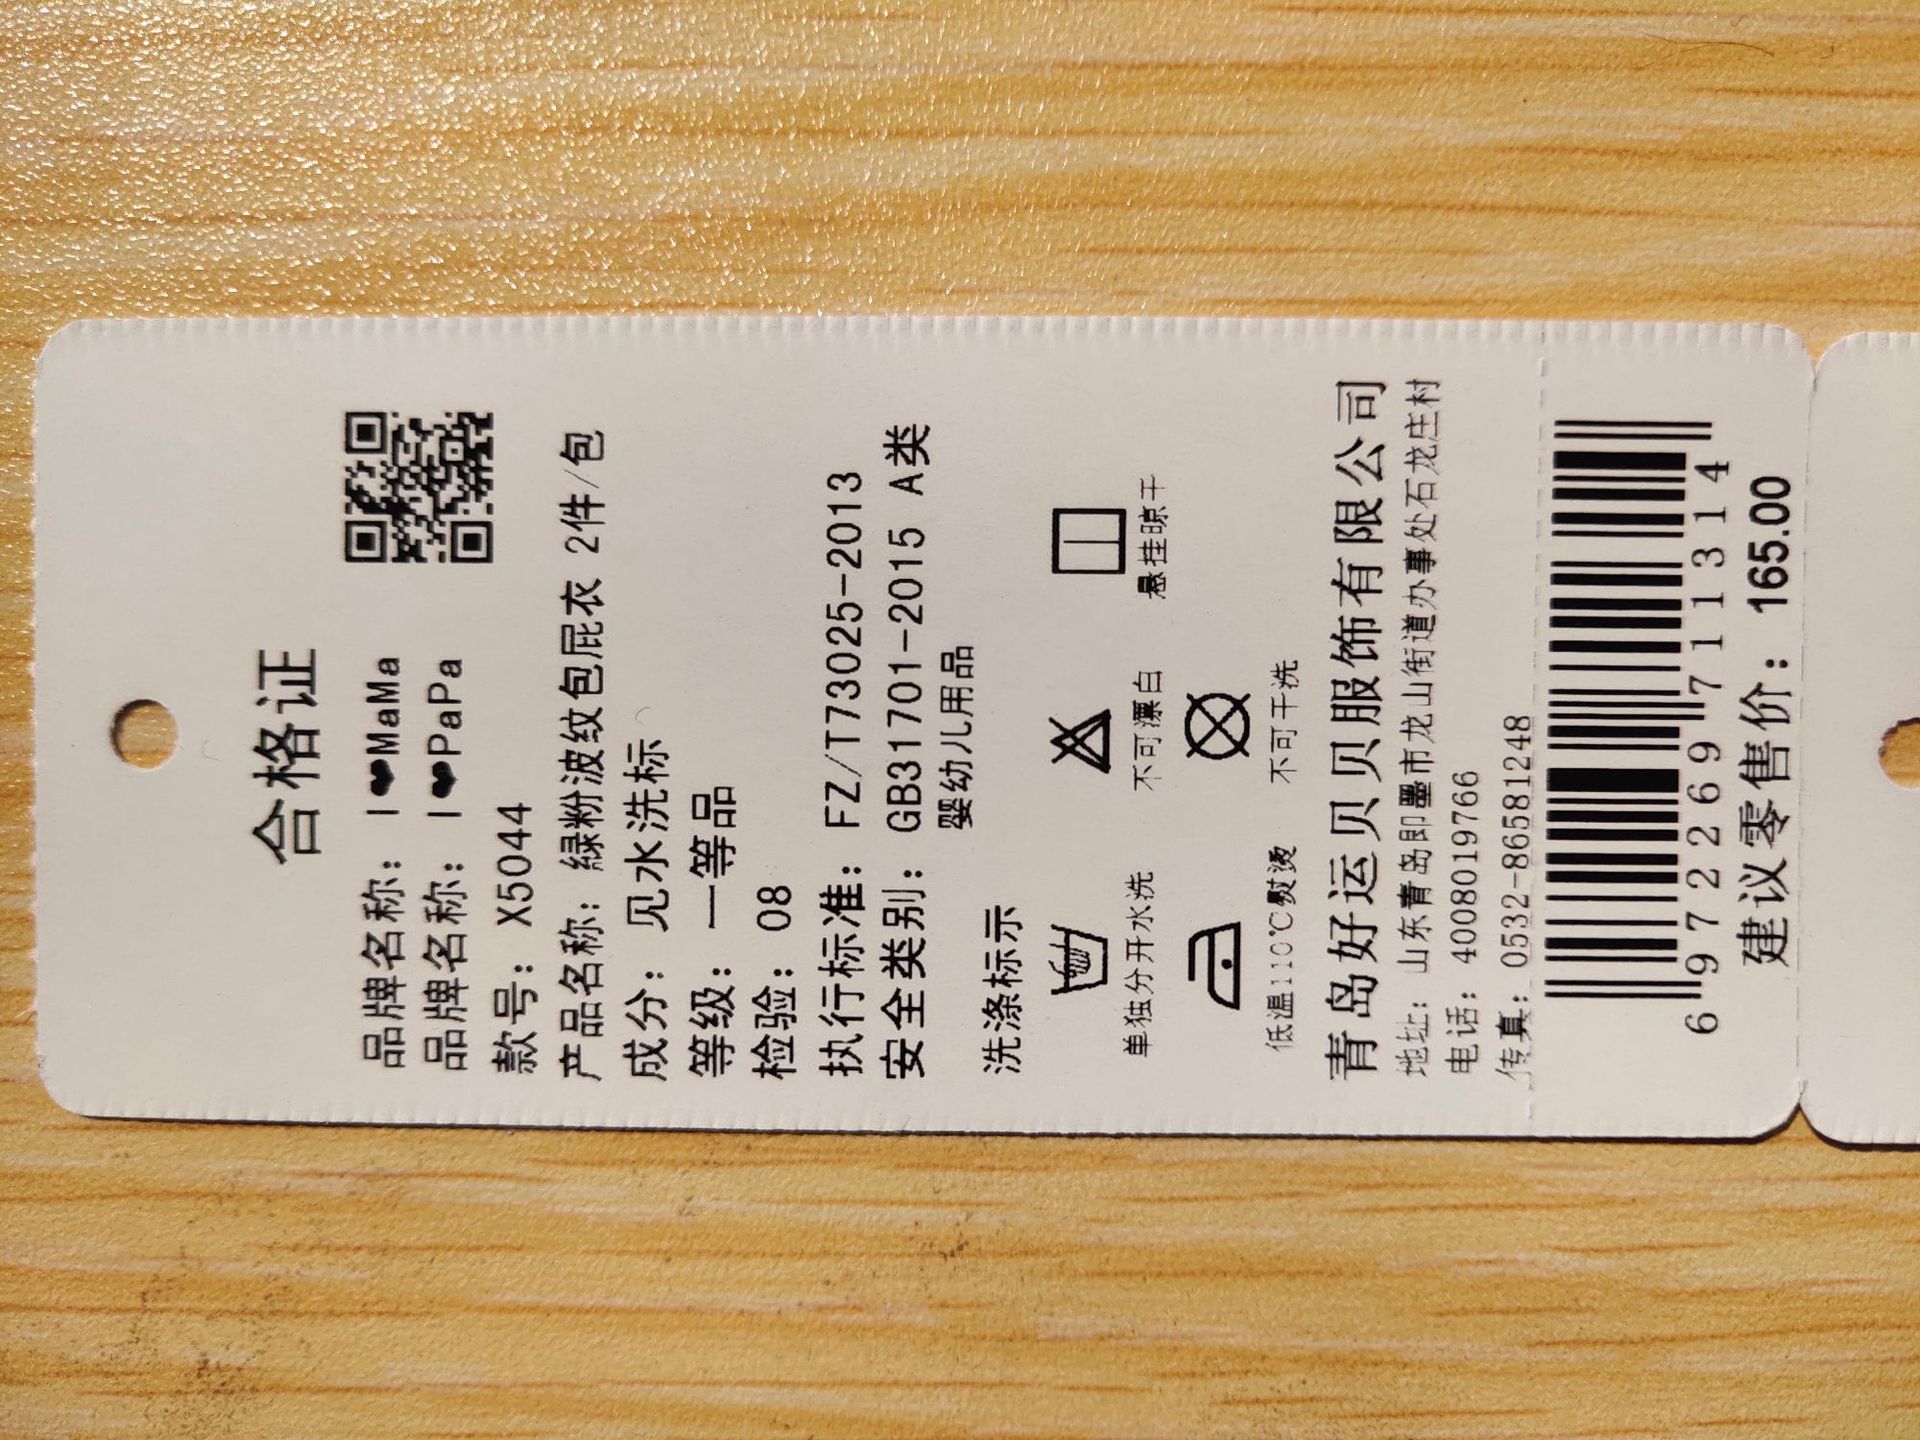 合格证
品牌名称：I❤MaMa
品牌名称：I❤PaPa
款号：X5044
产品名称：緑粉波纹包屁衣 2件/包
成分：见水洗标
等级：一等品
检验：08
执行标准：FZ/T73025-2013
安全类别：GB31701-2015 A类
婴幼儿用品
洗涤标示
单独分开水洗 不可漂白 悬挂晾干
低温110℃熨烫 不可干洗
青岛好运贝贝服饰有限公司
地址：山东青岛即墨市龙山街道办事处石龙庄村
电话：4008019766
传真：0532-86581248
6972269711314
建议零售价：165.00